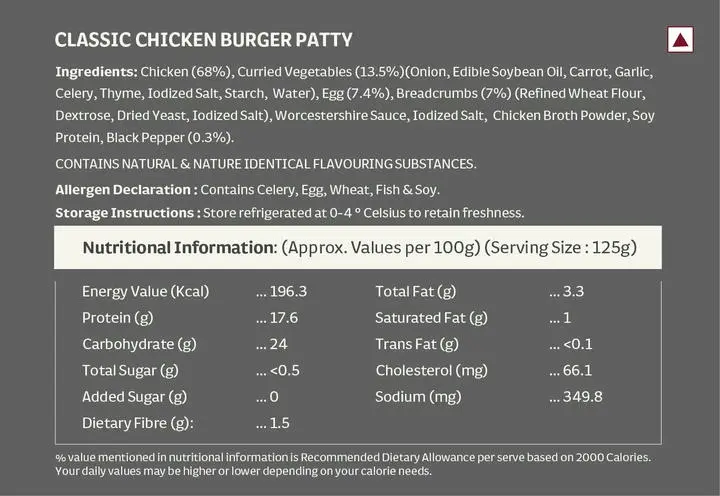 CLASSIC CHICKEN BURGER PATTY
Ingredients: Chicken (68%), Curried Vegetables (13.5%)(Onion, Edible Soybean Oil, Carrot, Garlic,
Celery, Thyme, Iodized Salt, Starch, Water), Egg (7.4%), Breadcrumbs (7%) (Refined Wheat Flour,
Dextrose, Dried Yeast, Iodized Salt), Worcestershire Sauce, Iodized Salt, Chicken Broth Powder, Soy
Protein, Black Pepper (0.3%).
CONTAINS NATURAL & NATURE IDENTICAL FLAVOURING SUBSTANCES.
Allergen Declaration : Contains Celery, Egg, Wheat, Fish & Soy.
Storage Instructions : Store refrigerated at 0-4 ° Celsius to retain freshness.
Nutritional Information: (Approx. Values per 100g) (Serving Size : 125g)
Energy Value (Kcal) ... 196.3 Total Fat (g) ... 3.3
Protein (g) ... 17.6 Saturated Fat (g) ... 1
Carbohydrate (g) ... 24 Trans Fat (g) ... <0.1
Total Sugar (g) ... <0.5 Cholesterol (mg) ... 66.1
Added Sugar (g) ... 0 Sodium (mg) ... 349.8
Dietary Fibre (g): ... 1.5
% value mentioned in nutritional information is Recommended Dietary Allowance per serve based on 2000 Calories.
Your daily values may be higher or lower depending on your calorie needs.